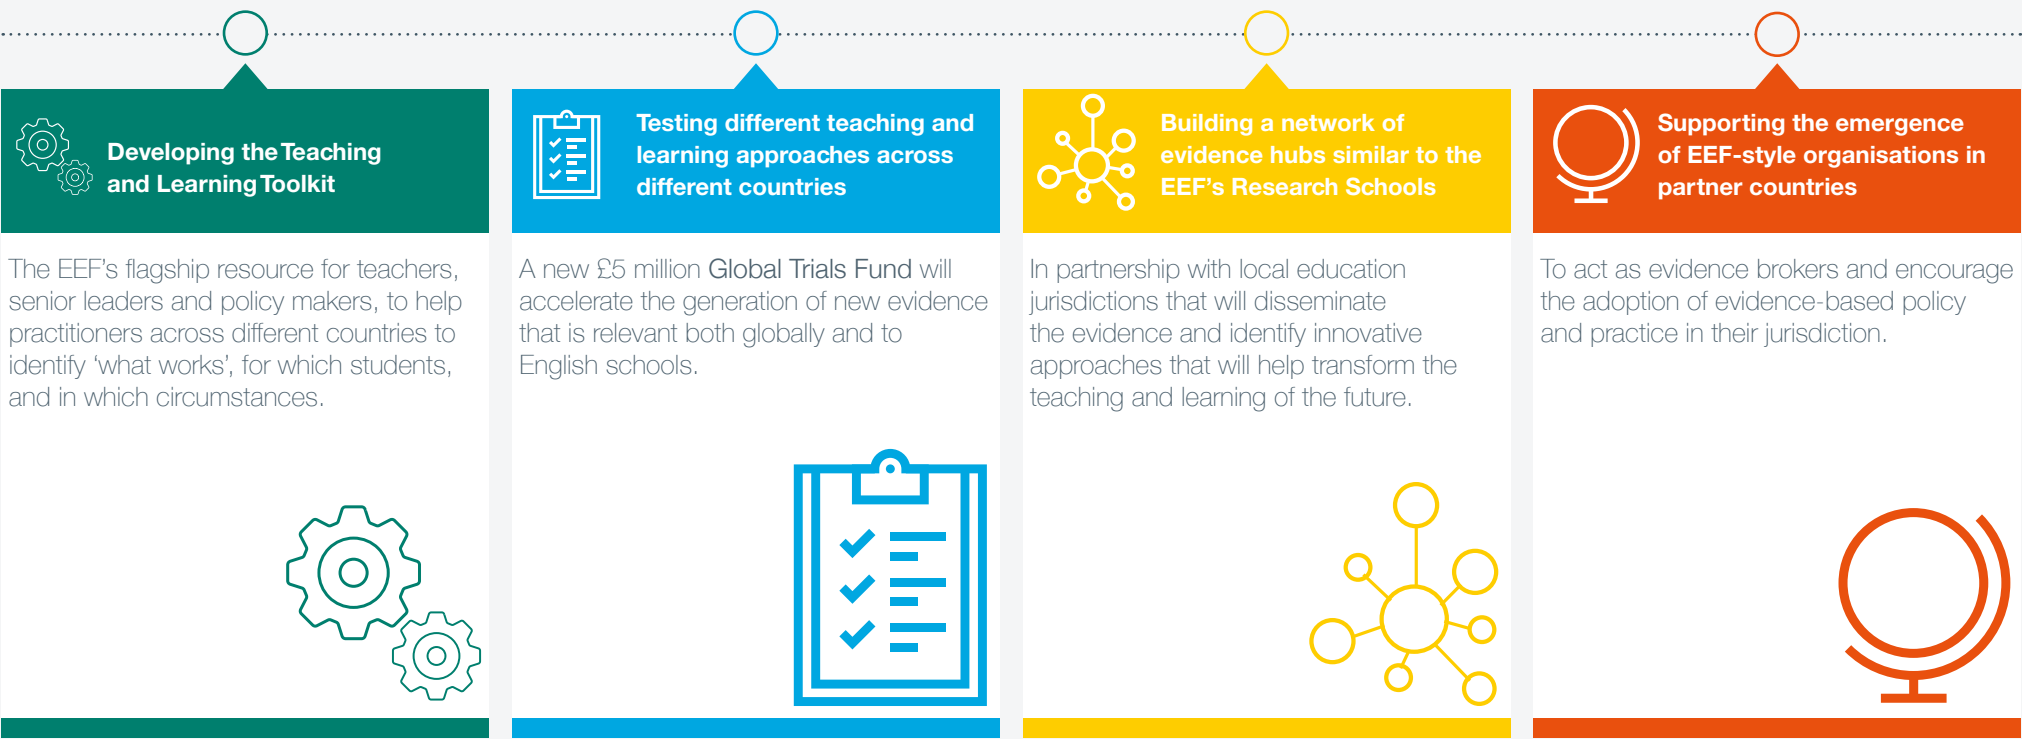 Developing the Teaching
and Learning Toolkit
The EEF's flagship resource for teachers,
senior leaders and policy makers, to help
practitioners across different countries to
identify ‘what works’, for which students,
and in which circumstances.
Testing different teaching and
learning approaches across
different countries
A new £5 million Global Trials Fund will
accelerate the generation of new evidence
that is relevant both globally and to
English schools.
Building a network of
evidence hubs similar to the
EEF's Research Schools
In partnership with local education
jurisdictions that will disseminate
the evidence and identify innovative
approaches that will help transform the
teaching and learning of the future.
Supporting the emergence
of EEF-style organisations in
partner countries
To act as evidence brokers and encourage
the adoption of evidence-based policy
and practice in their jurisdiction.